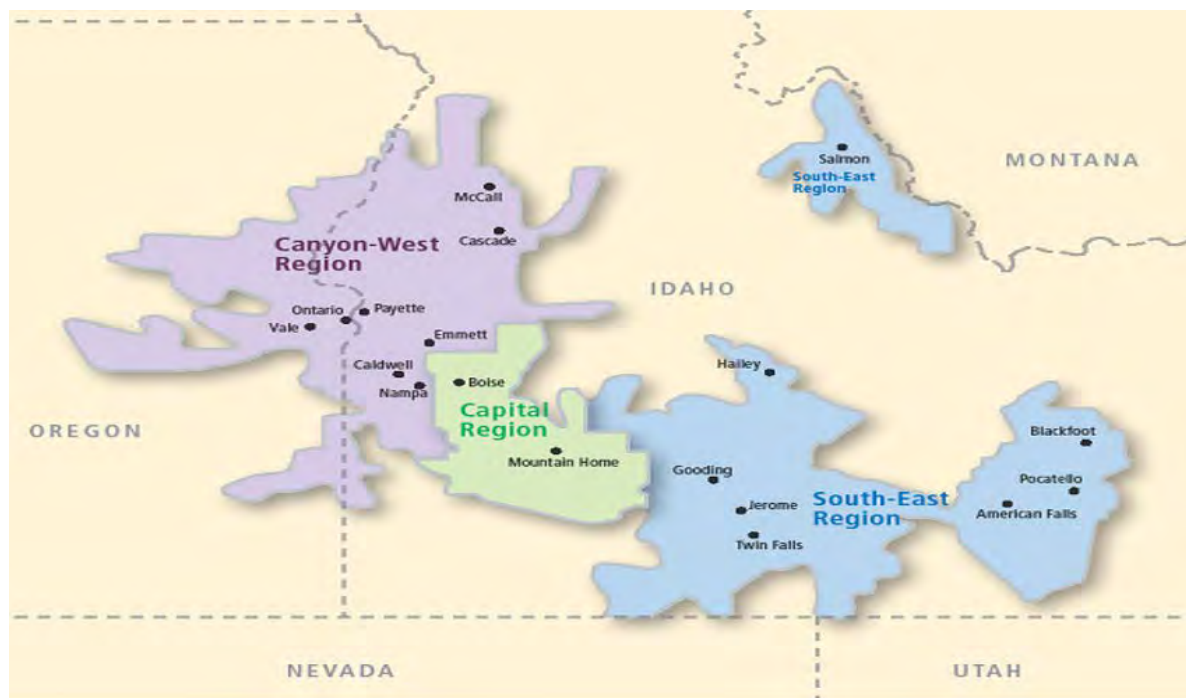 Salmon
South-East
Region
MONTANA
McCall
Cascade
Canyon-West
Region
IDAHO
Ontario
Payette
Vale
Emmett
Caldwell
Nampa
Boise
Hailey
Capital
Region
OREGON
Mountain Home
Blackfoot
Gooding
Pocatello
South-East
Region
Jerome
American Falls
Twin Falls
NEVADA
UTAH